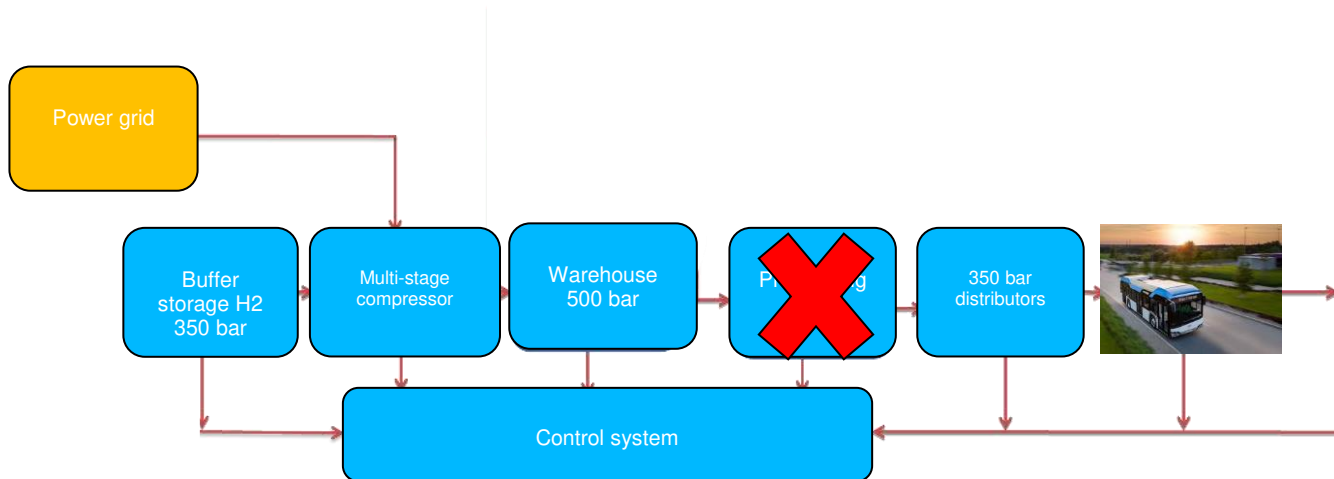 Power grid
Buffer
storage H2
350 bar
Multi-stage
compressor
Warehouse
500 bar
350 bar
distributors
Control system